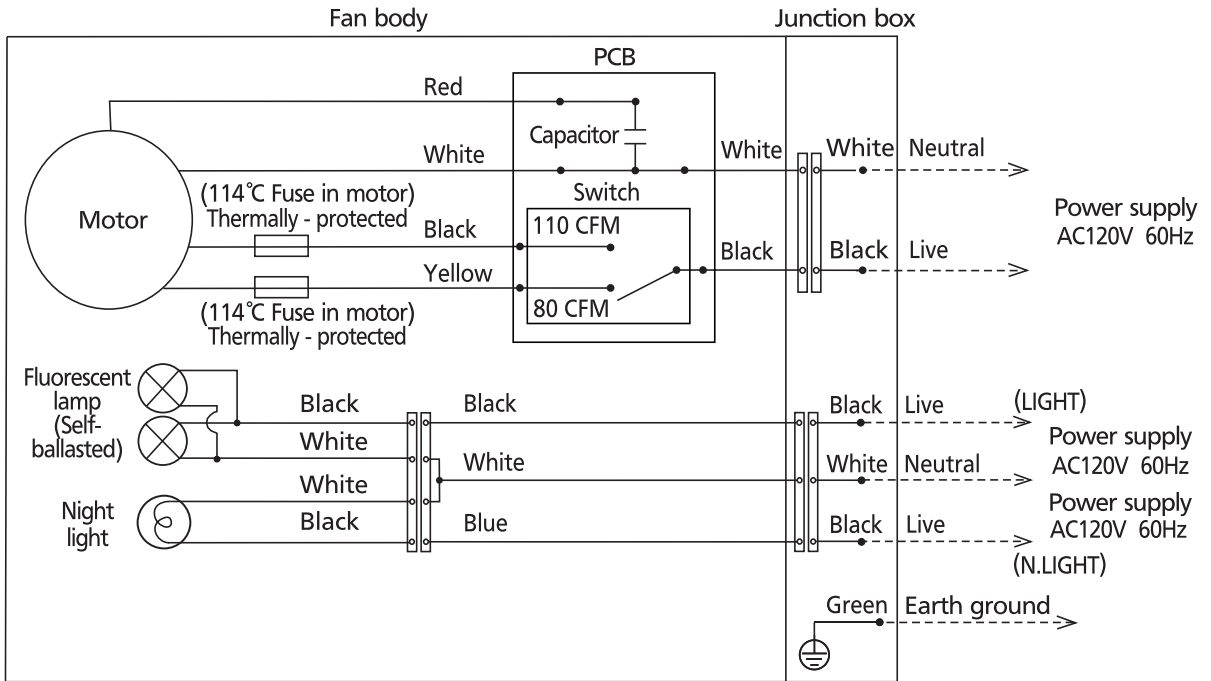 Fan body
Junction box
PCB
Red
Capacitor
White
White
White
Neutral
(114°C Fuse in motor)
Thermally - protected
Switch
Motor
110 CFM
Black
Black
Black
Live
Power supply
AC120V 60Hz
Yellow
80 CFM
(114°C Fuse in motor)
Thermally - protected
Fluorescent
lamp
(Self-
ballasted)
Black
Black
Black
Live
(LIGHT)
White
Power supply
AC120V 60Hz
White
White
Neutral
White
Night
light
Black
Blue
Black
Live
Power supply
AC120V 60Hz
(N.LIGHT)
Green
Earth ground